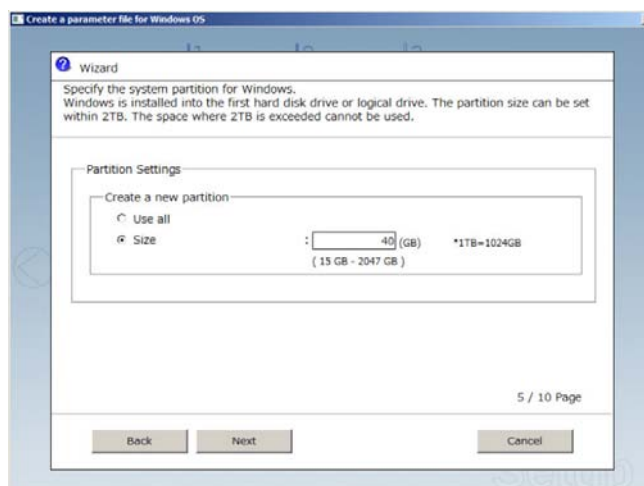 Create a parameter file for Windows OS
Wizard
Specify the system partition for Windows.
Windows is installed into the first hard disk drive or logical drive. The partition size can be set
within 2TB. The space where 2TB is exceeded cannot be used.
Partition Settings
Create a new partition
Use all
Size : 40 (GB) *1TB=1024GB
( 15 GB - 2047 GB )
5 / 10 Page
Back Next Cancel
Setup